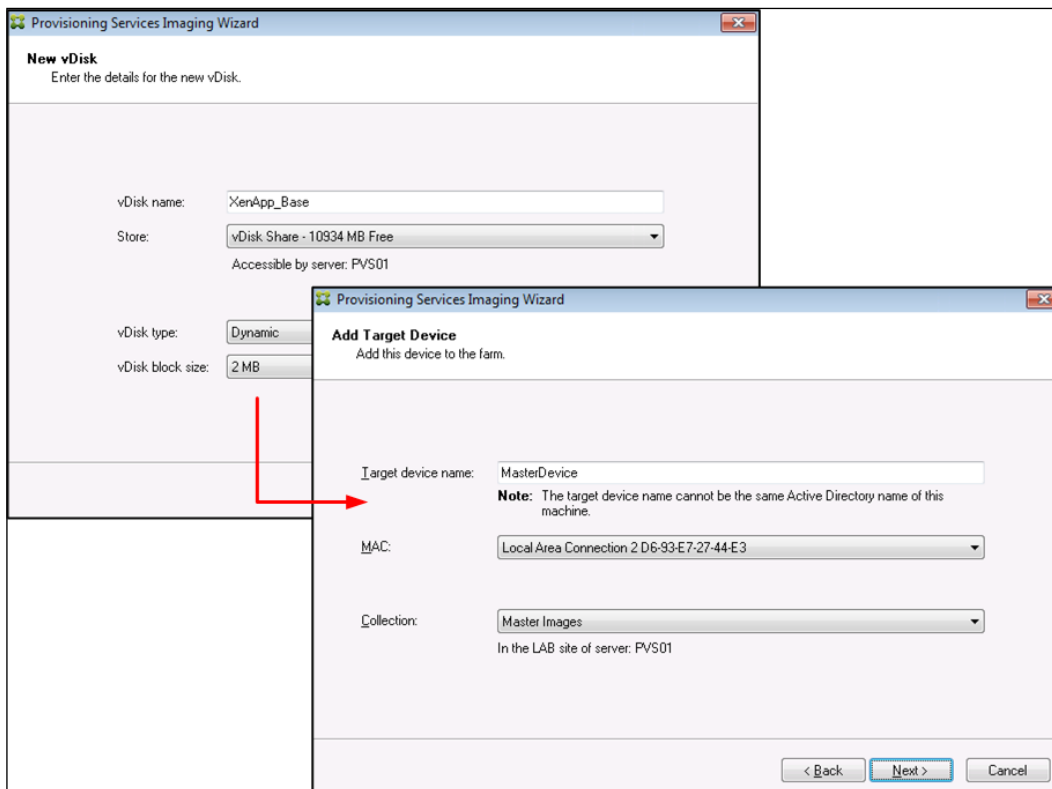 Provisioning Services Imaging Wizard
New vDisk
Enter the details for the new vDisk.
vDisk name: XenApp_Base
Store: vDisk Share - 10934 MB Free
Accessible by server: PVS01
vDisk type: Dynamic
vDisk block size: 2 MB
Provisioning Services Imaging Wizard
Add Target Device
Add this device to the farm.
Target device name: MasterDevice
Note: The target device name cannot be the same Active Directory name of this
machine.
MAC: Local Area Connection 2 D6-93-E7-27-44-E3
Collection: Master Images
In the LAB site of server: PVS01
< Back Next > Cancel